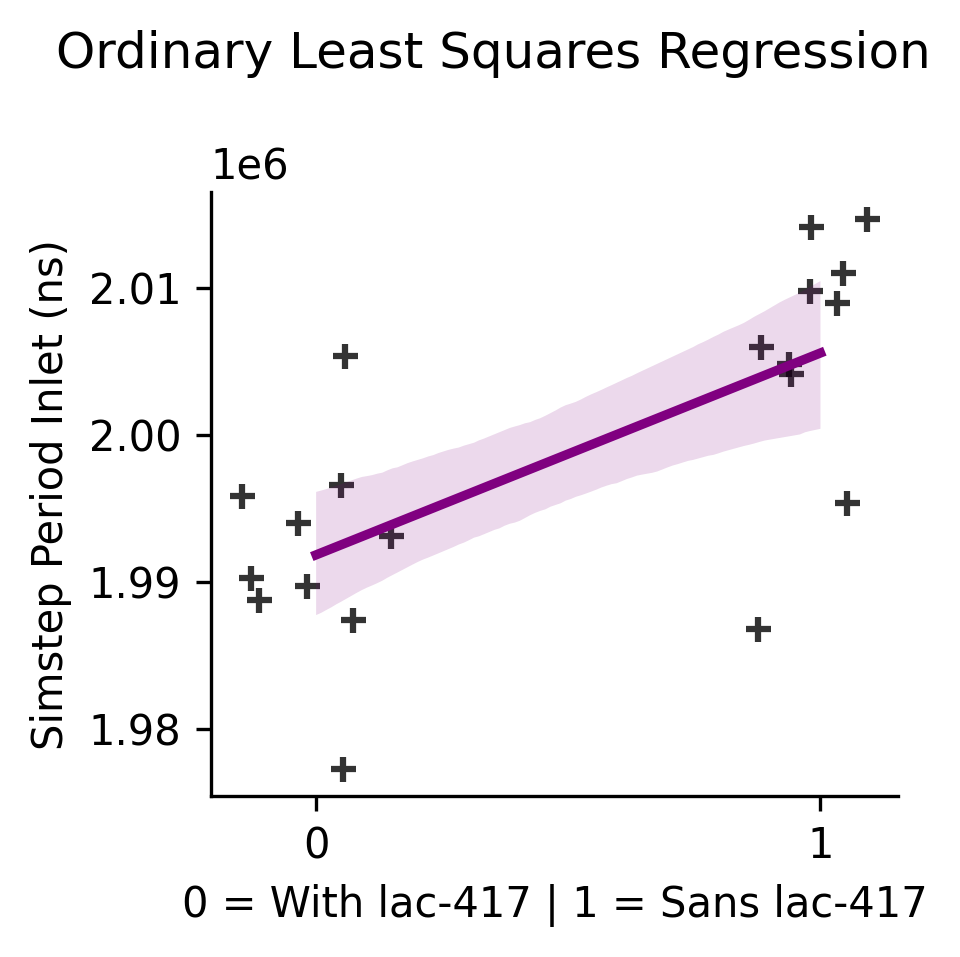 Ordinary Least Squares Regression
1e6
Simstep Period Inlet (ns)
2.01
2.00
1.99
1.98
0 1
0 = With lac-417 | 1 = Sans lac-417